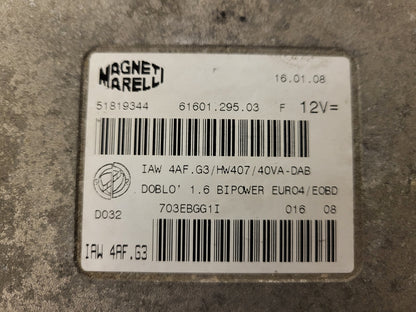 MAGNETI
MARELLI
16.01.08
51819344 61601.295.03 F 12V=
IAW 4AF.G3/HW407/40VA-DAB
DOBLO' 1.6 BIPOWER EURO4/EOBD
D032 703EBGG1I 016 08
IAW 4AF.G3